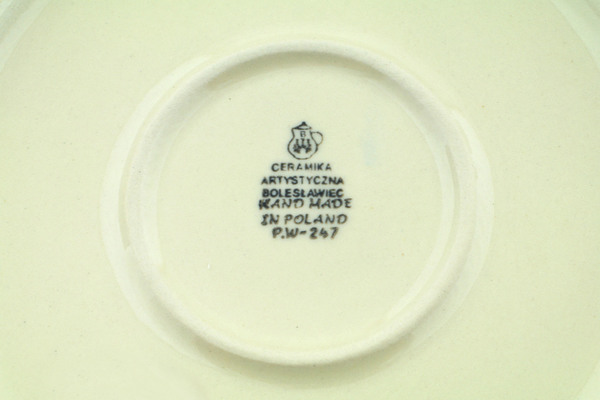 CERAMIKA
ARTYSTYCZNA
BOLESŁAWIEC
HAND MADE
IN POLAND
P.W-247